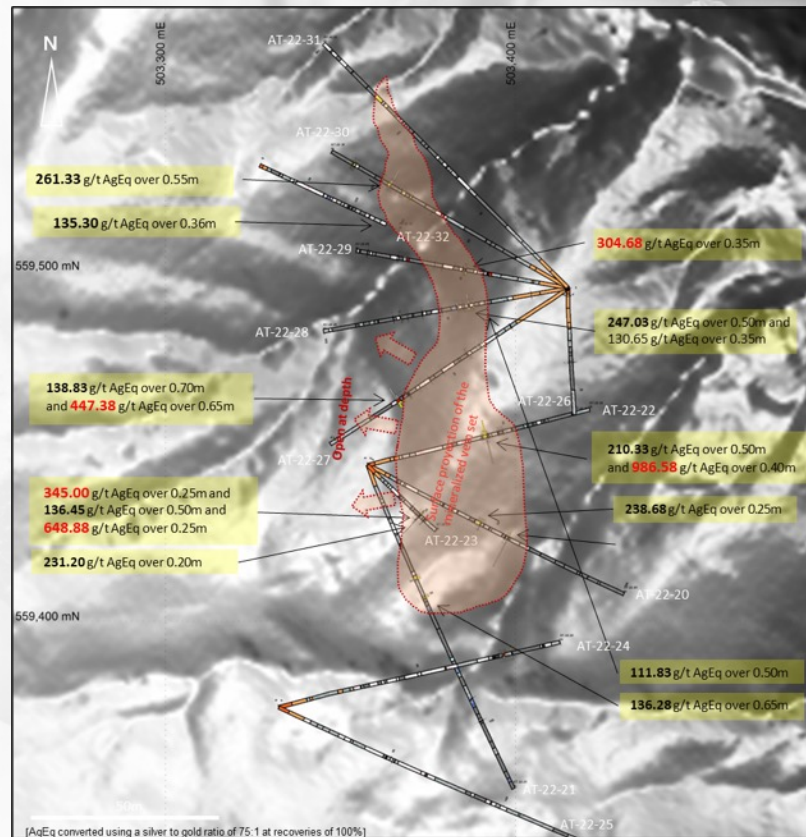 N
503,300 mE
503,400 mE
AT-22-31
AT-22-30
261.33 g/t AgEq over 0.55m
135.30 g/t AgEq over 0.36m
AT-22-32
AT-22-29
304.68 g/t AgEq over 0.35m
559,500 mN
AT-22-28
247.03 g/t AgEq over 0.50m and
130.65 g/t AgEq over 0.35m
138.83 g/t AgEq over 0.70m
and 447.38 g/t AgEq over 0.65m
Open at depth
AT-22-26
AT-22-22
AT-22-27
Surface projection of the
mineralized vein set
210.33 g/t AgEq over 0.50m
and 986.58 g/t AgEq over 0.40m
345.00 g/t AgEq over 0.25m and
136.45 g/t AgEq over 0.50m and
648.88 g/t AgEq over 0.25m
238.68 g/t AgEq over 0.25m
AT-22-23
231.20 g/t AgEq over 0.20m
AT-22-20
559,400 mN
AT-22-24
111.83 g/t AgEq over 0.50m
136.28 g/t AgEq over 0.65m
AT-22-21
AT-22-25
[AgEq converted using a silver to gold ratio of 75:1 at recoveries of 100%]